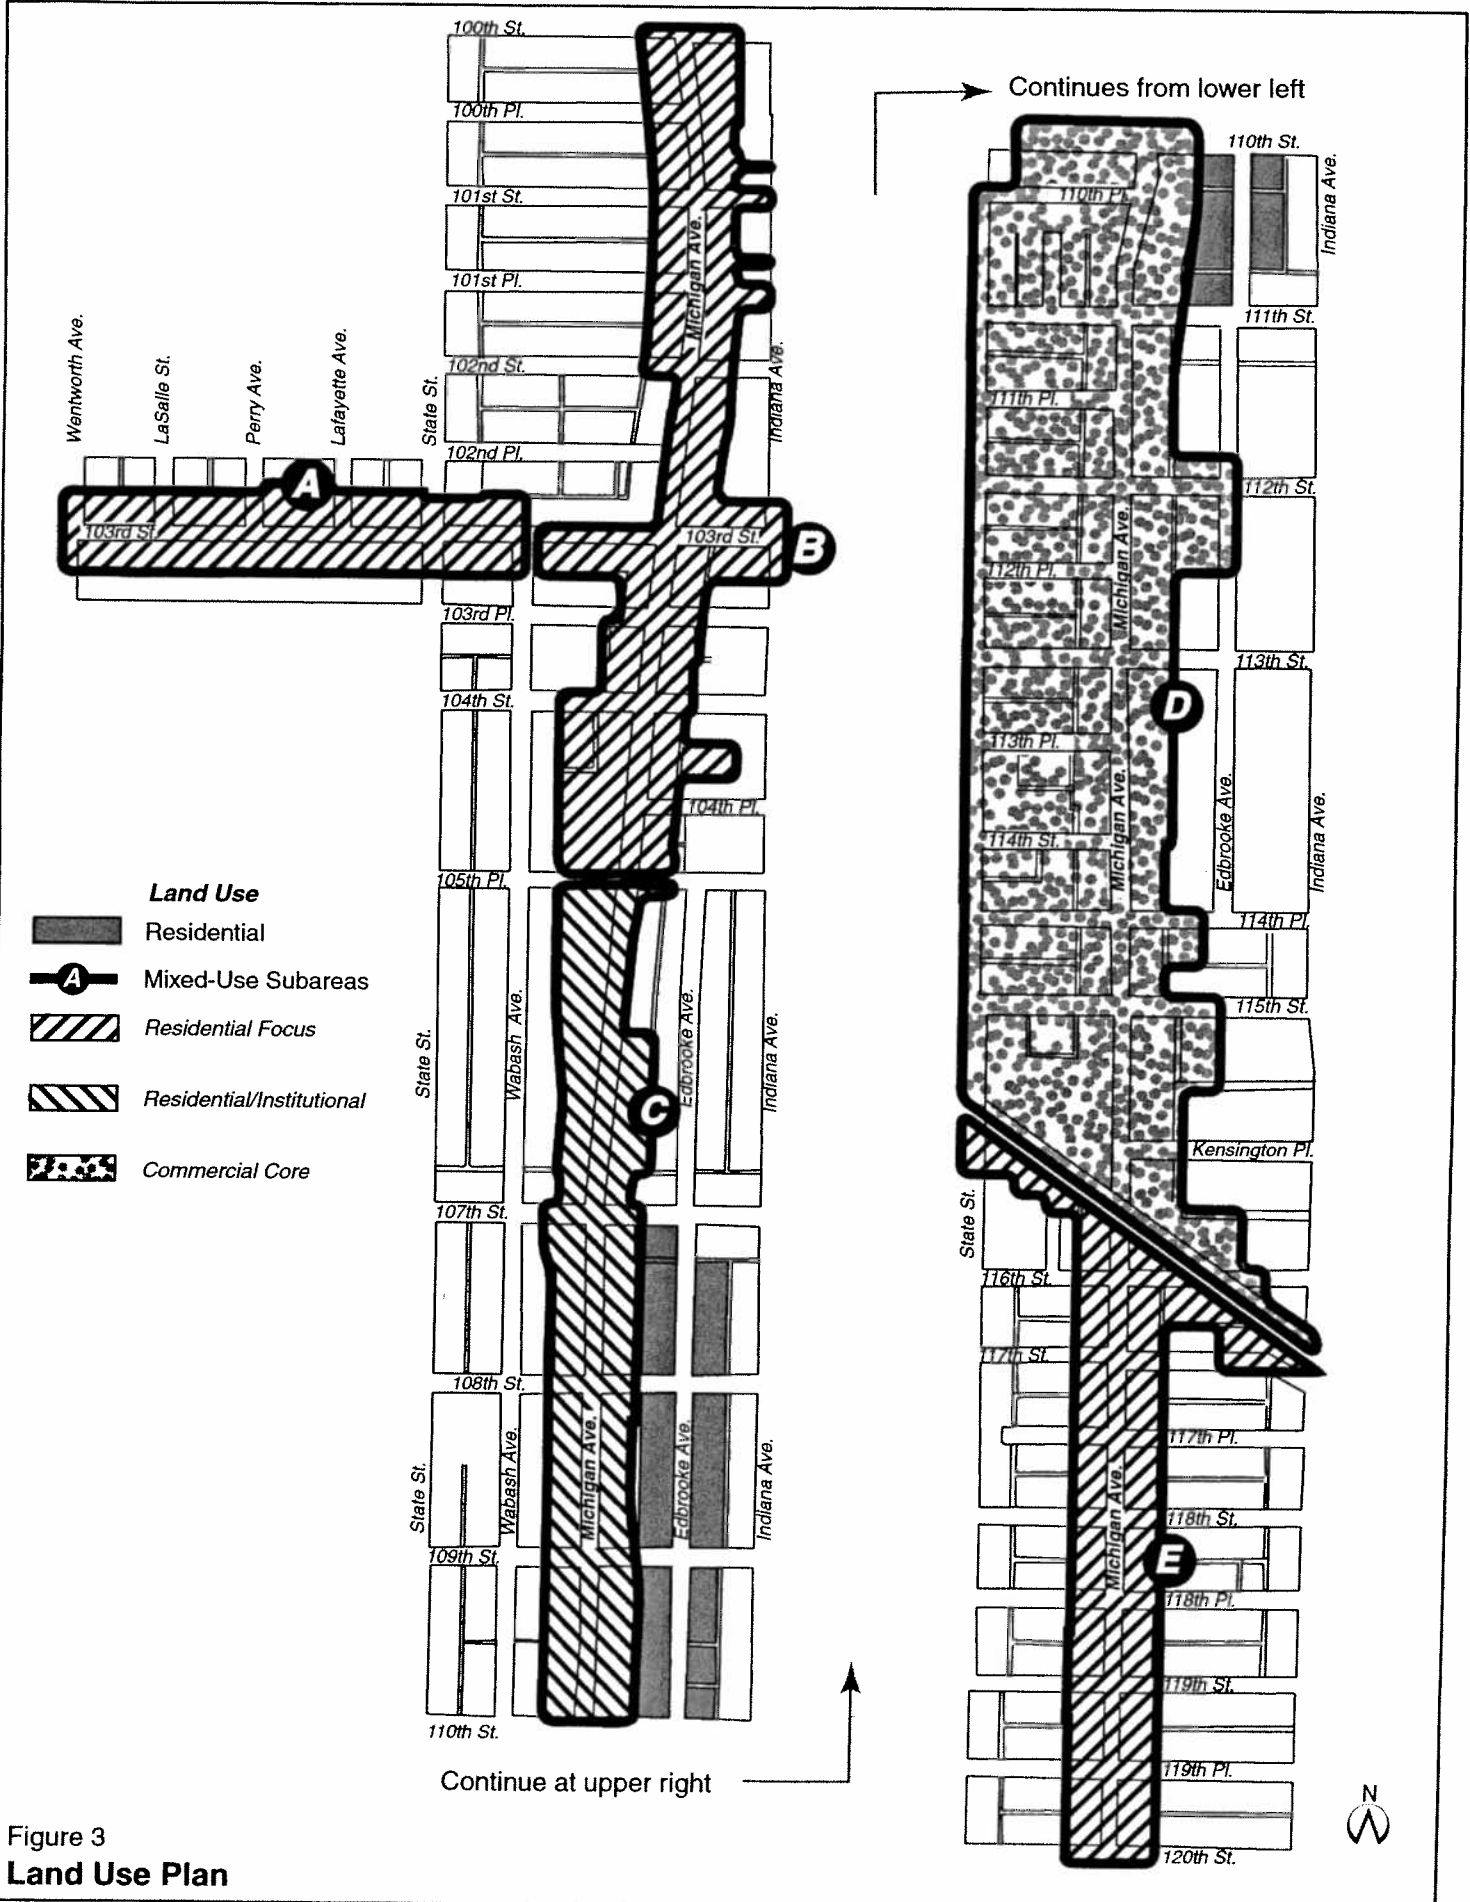 100th St.
100th Pl.
101st St.
101st Pl.
102nd St.
102nd Pl.
Michigan Ave.
Indiana Ave.
Wentworth Ave.
LaSalle St.
Perry Ave.
Lafayette Ave.
State St.
A
103rd St.
103rd St.
B
103rd Pl.
104th St.
104th Pl.
105th Pl.
State St.
Wabash Ave.
Edbrooke Ave.
Indiana Ave.
C
107th St.
108th St.
State St.
Wabash Ave.
Michigan Ave.
Edbrooke Ave.
Indiana Ave.
109th St.
110th St.
Continue at upper right
Land Use
Residential
A Mixed-Use Subareas
Residential Focus
Residential/Institutional
Commercial Core
Continues from lower left
110th St.
110th Pl.
Indiana Ave.
111th St.
111th Pl.
112th St.
Michigan Ave.
112th Pl.
113th St.
D
113th Pl.
Michigan Ave.
Edbrooke Ave.
Indiana Ave.
114th St.
114th Pl.
115th St.
Kensington Pl.
State St.
116th St.
117th St.
117th Pl.
Michigan Ave.
118th St.
E
118th Pl.
119th St.
119th Pl.
120th St.
N
Figure 3
Land Use Plan